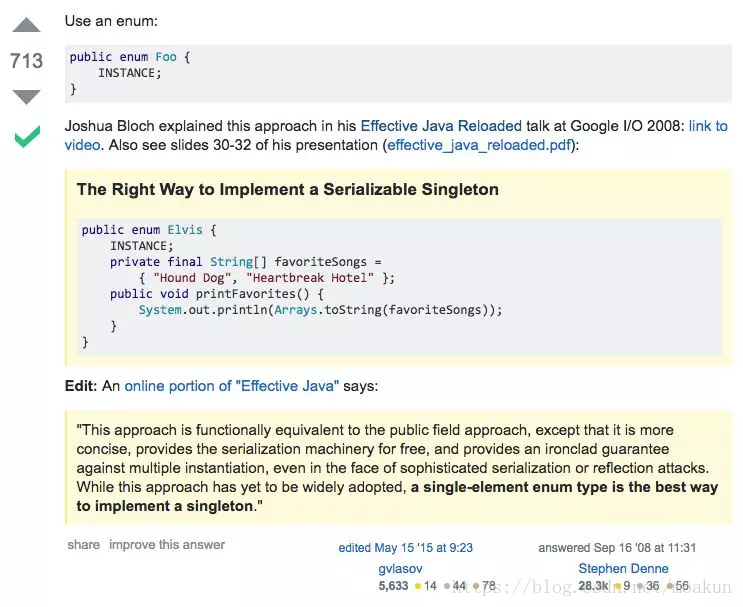 Use an enum:
713
public enum Foo {
INSTANCE;
}
Joshua Bloch explained this approach in his Effective Java Reloaded talk at Google I/O 2008: link to
video. Also see slides 30-32 of his presentation (effective_java_reloaded.pdf):
The Right Way to Implement a Serializable Singleton
public enum Elvis {
INSTANCE;
private final String[] favoriteSongs =
{ "Hound Dog", "Heartbreak Hotel" };
public void printFavorites() {
System.out.println(Arrays.toString(favoriteSongs));
}
}
Edit: An online portion of "Effective Java" says:
"This approach is functionally equivalent to the public field approach, except that it is more
concise, provides the serialization machinery for free, and provides an ironclad guarantee
against multiple instantiation, even in the face of sophisticated serialization or reflection attacks.
While this approach has yet to be widely adopted, a single-element enum type is the best way
to implement a singleton."
share improve this answer
edited May 15 '15 at 9:23
answered Sep 16 '08 at 11:31
gvlasov
Stephen Denne
5,633 14 44 78
28.3k 9 36 56
https://blog.csdn.net/moakun